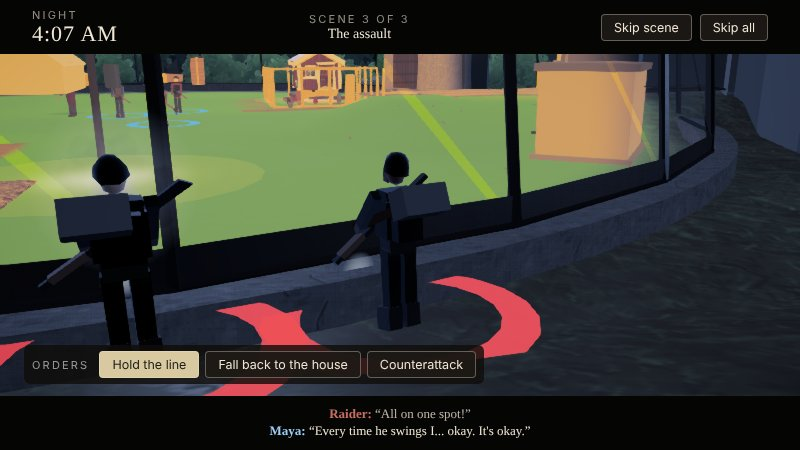 NIGHT
4:07 AM
SCENE 3 OF 3
The assault
Skip scene
Skip all
ORDERS
Hold the line
Fall back to the house
Counterattack
Raider: “All on one spot!”
Maya: “Every time he swings I... okay. It's okay.”